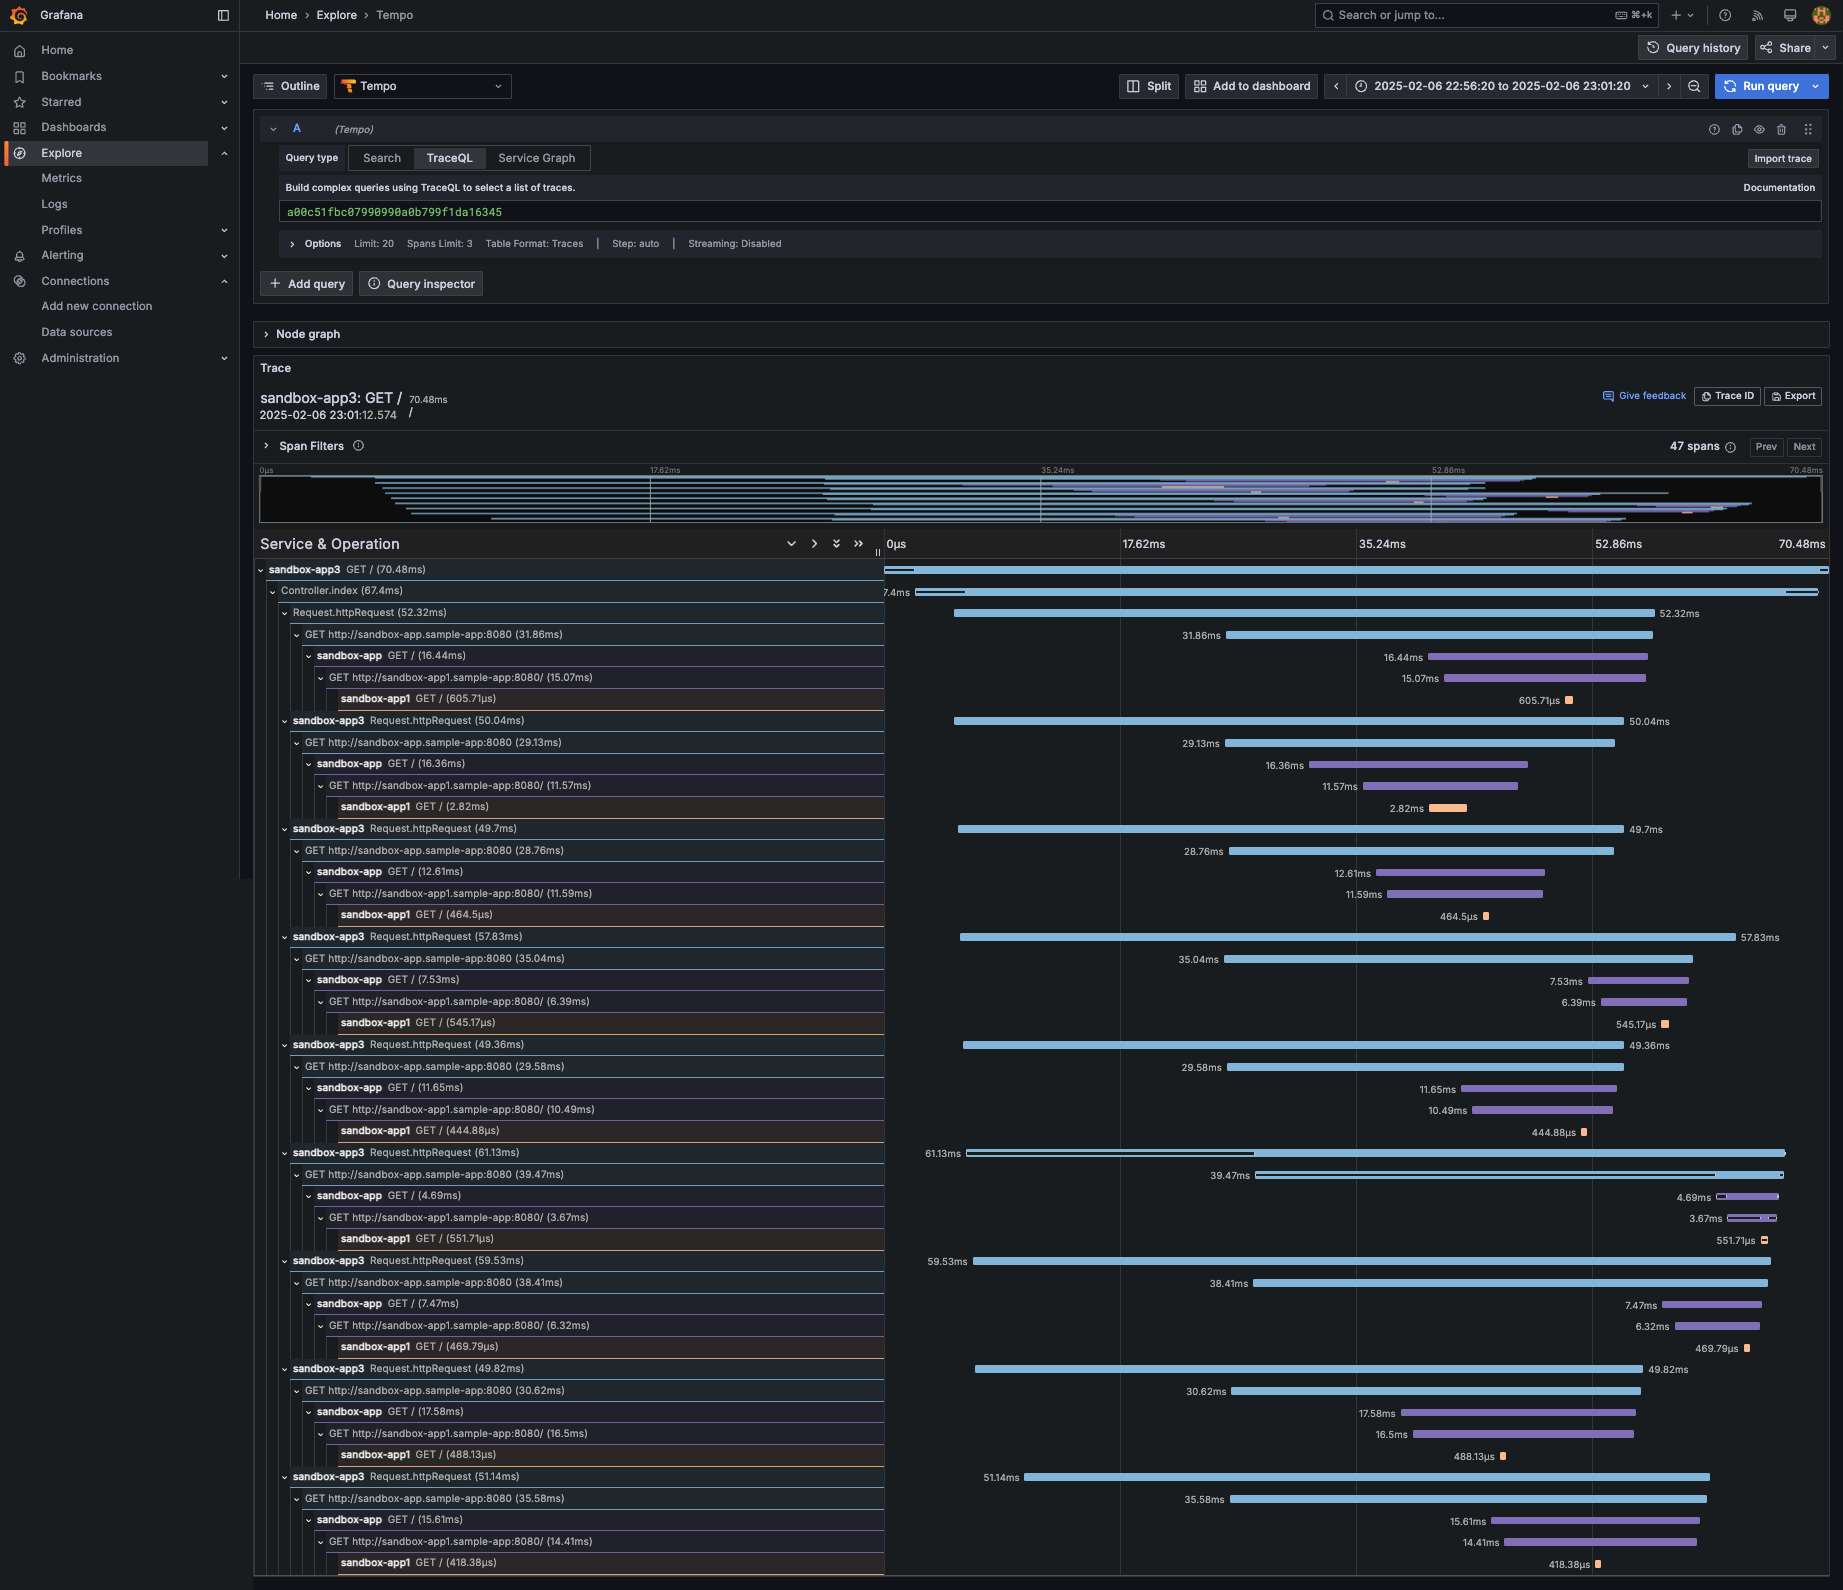 Grafana
Home › Explore › Tempo
Search or jump to...
⌘+k
Home
Bookmarks
Starred
Dashboards
Explore
Metrics
Logs
Profiles
Alerting
Connections
Add new connection
Data sources
Administration
Query history
Share
Outline
Tempo
Split
Add to dashboard
2025-02-06 22:56:20 to 2025-02-06 23:01:20
Run query
A (Tempo)
Query type Search TraceQL Service Graph
Import trace
Build complex queries using TraceQL to select a list of traces.
Documentation
a00c51fbc07990990a0b799f1da16345
Options Limit: 20 Spans Limit: 3 Table Format: Traces | Step: auto | Streaming: Disabled
+ Add query
Query inspector
Node graph
Trace
sandbox-app3: GET / 70.48ms
2025-02-06 23:01:12.574 /
Give feedback
Trace ID
Export
Span Filters
47 spans
Prev
Next
0μs 17.62ms 35.24ms 52.86ms 70.48ms
Service & Operation
0μs 17.62ms 35.24ms 52.86ms 70.48ms
sandbox-app3 GET / (70.48ms)
Controller.index (67.4ms) 7.4ms
Request.httpRequest (52.32ms) 52.32ms
GET http://sandbox-app.sample-app:8080 (31.86ms) 31.86ms
sandbox-app GET / (16.44ms) 16.44ms
GET http://sandbox-app1.sample-app:8080/ (15.07ms) 15.07ms
sandbox-app1 GET / (605.71μs) 605.71μs
sandbox-app3 Request.httpRequest (50.04ms) 50.04ms
GET http://sandbox-app.sample-app:8080 (29.13ms) 29.13ms
sandbox-app GET / (16.36ms) 16.36ms
GET http://sandbox-app1.sample-app:8080/ (11.57ms) 11.57ms
sandbox-app1 GET / (2.82ms) 2.82ms
sandbox-app3 Request.httpRequest (49.7ms) 49.7ms
GET http://sandbox-app.sample-app:8080 (28.76ms) 28.76ms
sandbox-app GET / (12.61ms) 12.61ms
GET http://sandbox-app1.sample-app:8080/ (11.59ms) 11.59ms
sandbox-app1 GET / (464.5μs) 464.5μs
sandbox-app3 Request.httpRequest (57.83ms) 57.83ms
GET http://sandbox-app.sample-app:8080 (35.04ms) 35.04ms
sandbox-app GET / (7.53ms) 7.53ms
GET http://sandbox-app1.sample-app:8080/ (6.39ms) 6.39ms
sandbox-app1 GET / (545.17μs) 545.17μs
sandbox-app3 Request.httpRequest (49.36ms) 49.36ms
GET http://sandbox-app.sample-app:8080 (29.58ms) 29.58ms
sandbox-app GET / (11.65ms) 11.65ms
GET http://sandbox-app1.sample-app:8080/ (10.49ms) 10.49ms
sandbox-app1 GET / (444.88μs) 444.88μs
sandbox-app3 Request.httpRequest (61.13ms) 61.13ms
GET http://sandbox-app.sample-app:8080 (39.47ms) 39.47ms
sandbox-app GET / (4.69ms) 4.69ms
GET http://sandbox-app1.sample-app:8080/ (3.67ms) 3.67ms
sandbox-app1 GET / (551.71μs) 551.71μs
sandbox-app3 Request.httpRequest (59.53ms) 59.53ms
GET http://sandbox-app.sample-app:8080 (38.41ms) 38.41ms
sandbox-app GET / (7.47ms) 7.47ms
GET http://sandbox-app1.sample-app:8080/ (6.32ms) 6.32ms
sandbox-app1 GET / (469.79μs) 469.79μs
sandbox-app3 Request.httpRequest (49.82ms) 49.82ms
GET http://sandbox-app.sample-app:8080 (30.62ms) 30.62ms
sandbox-app GET / (17.58ms) 17.58ms
GET http://sandbox-app1.sample-app:8080/ (16.5ms) 16.5ms
sandbox-app1 GET / (488.13μs) 488.13μs
sandbox-app3 Request.httpRequest (51.14ms) 51.14ms
GET http://sandbox-app.sample-app:8080 (35.58ms) 35.58ms
sandbox-app GET / (15.61ms) 15.61ms
GET http://sandbox-app1.sample-app:8080/ (14.41ms) 14.41ms
sandbox-app1 GET / (418.38μs) 418.38μs